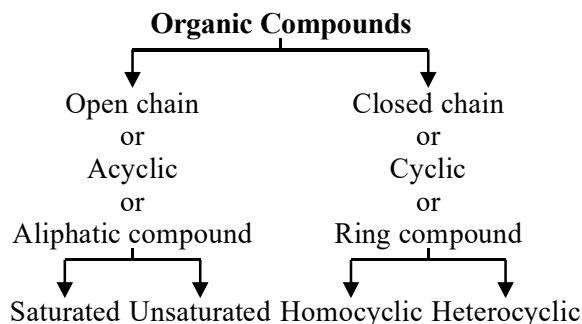 Organic Compounds
Open chain
or
Acyclic
or
Aliphatic compound
Closed chain
or
Cyclic
or
Ring compound
Saturated Unsaturated Homocyclic Heterocyclic